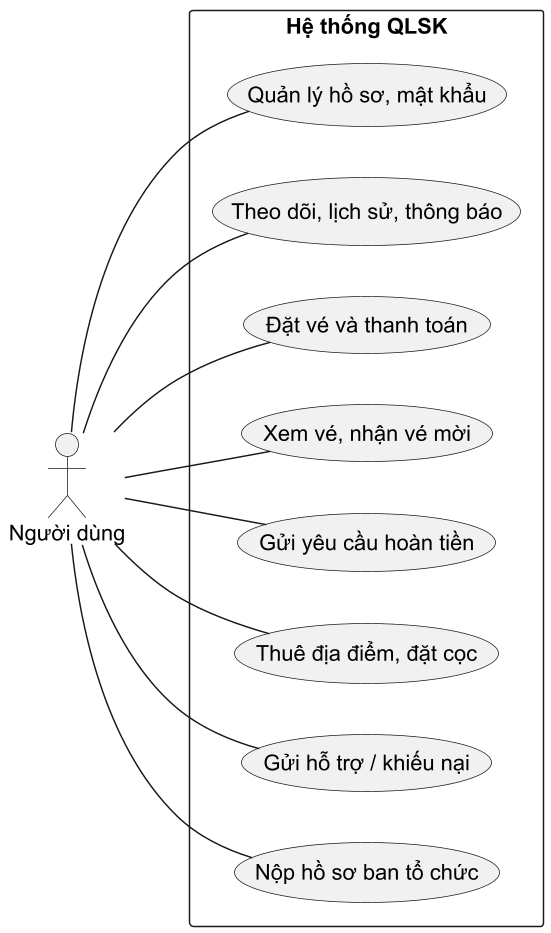 Hệ thống QLSK
Quản lý hồ sơ, mật khẩu
Theo dõi, lịch sử, thông báo
Đặt vé và thanh toán
Xem vé, nhận vé mời
Người dùng
Gửi yêu cầu hoàn tiền
Thuê địa điểm, đặt cọc
Gửi hỗ trợ / khiếu nại
Nộp hồ sơ ban tổ chức